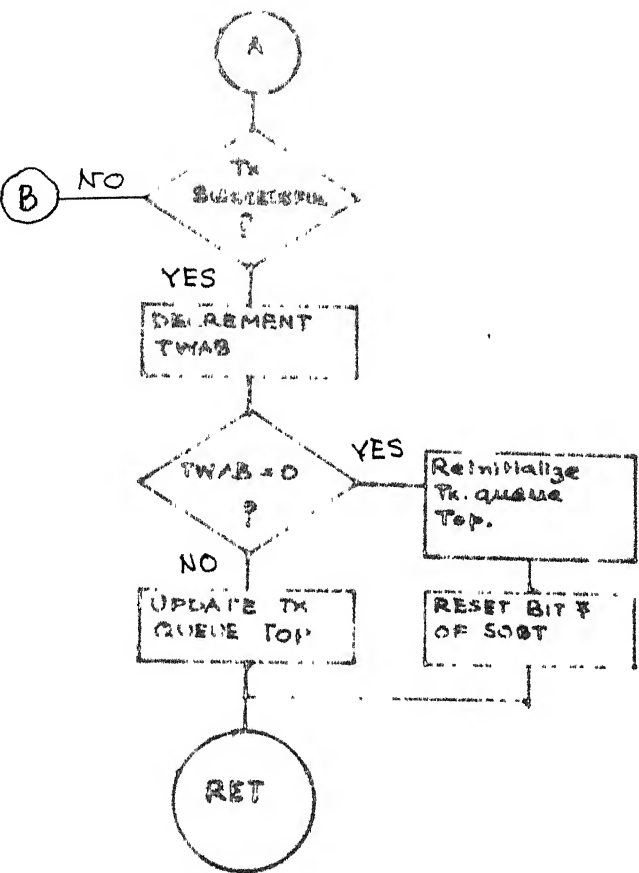 A
Tx
SUCCESSFUL
?
B
NO
YES
DECREMENT
TWAB
TWAB = 0
?
YES
Reinitialize
Tx. queue
Top.
NO
UPDATE TX
QUEUE TOP
RESET BIT 7
OF SOBT
RET